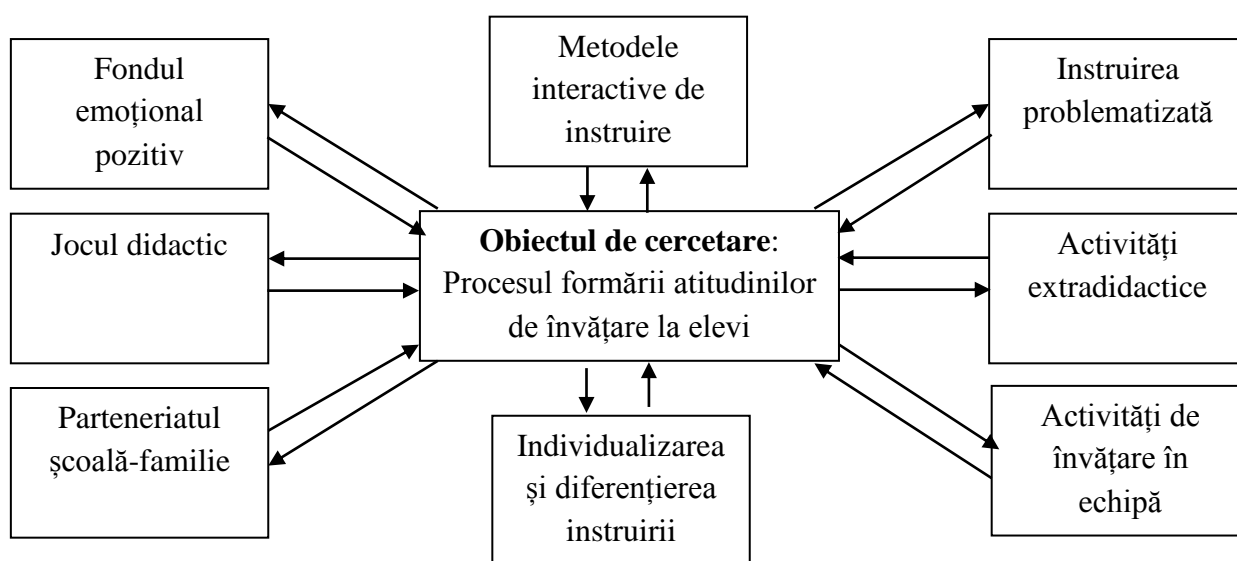 Fondul
emoțional
pozitiv
Metodele
interactive de
instruire
Instruirea
problematizată
Jocul didactic
Obiectul de cercetare:
Procesul formării atitudinilor
de învățare la elevi
Activități
extradidactice
Parteneriatul
școală-familie
Individualizarea
și diferențierea
instruirii
Activități de
învățare în
echipă